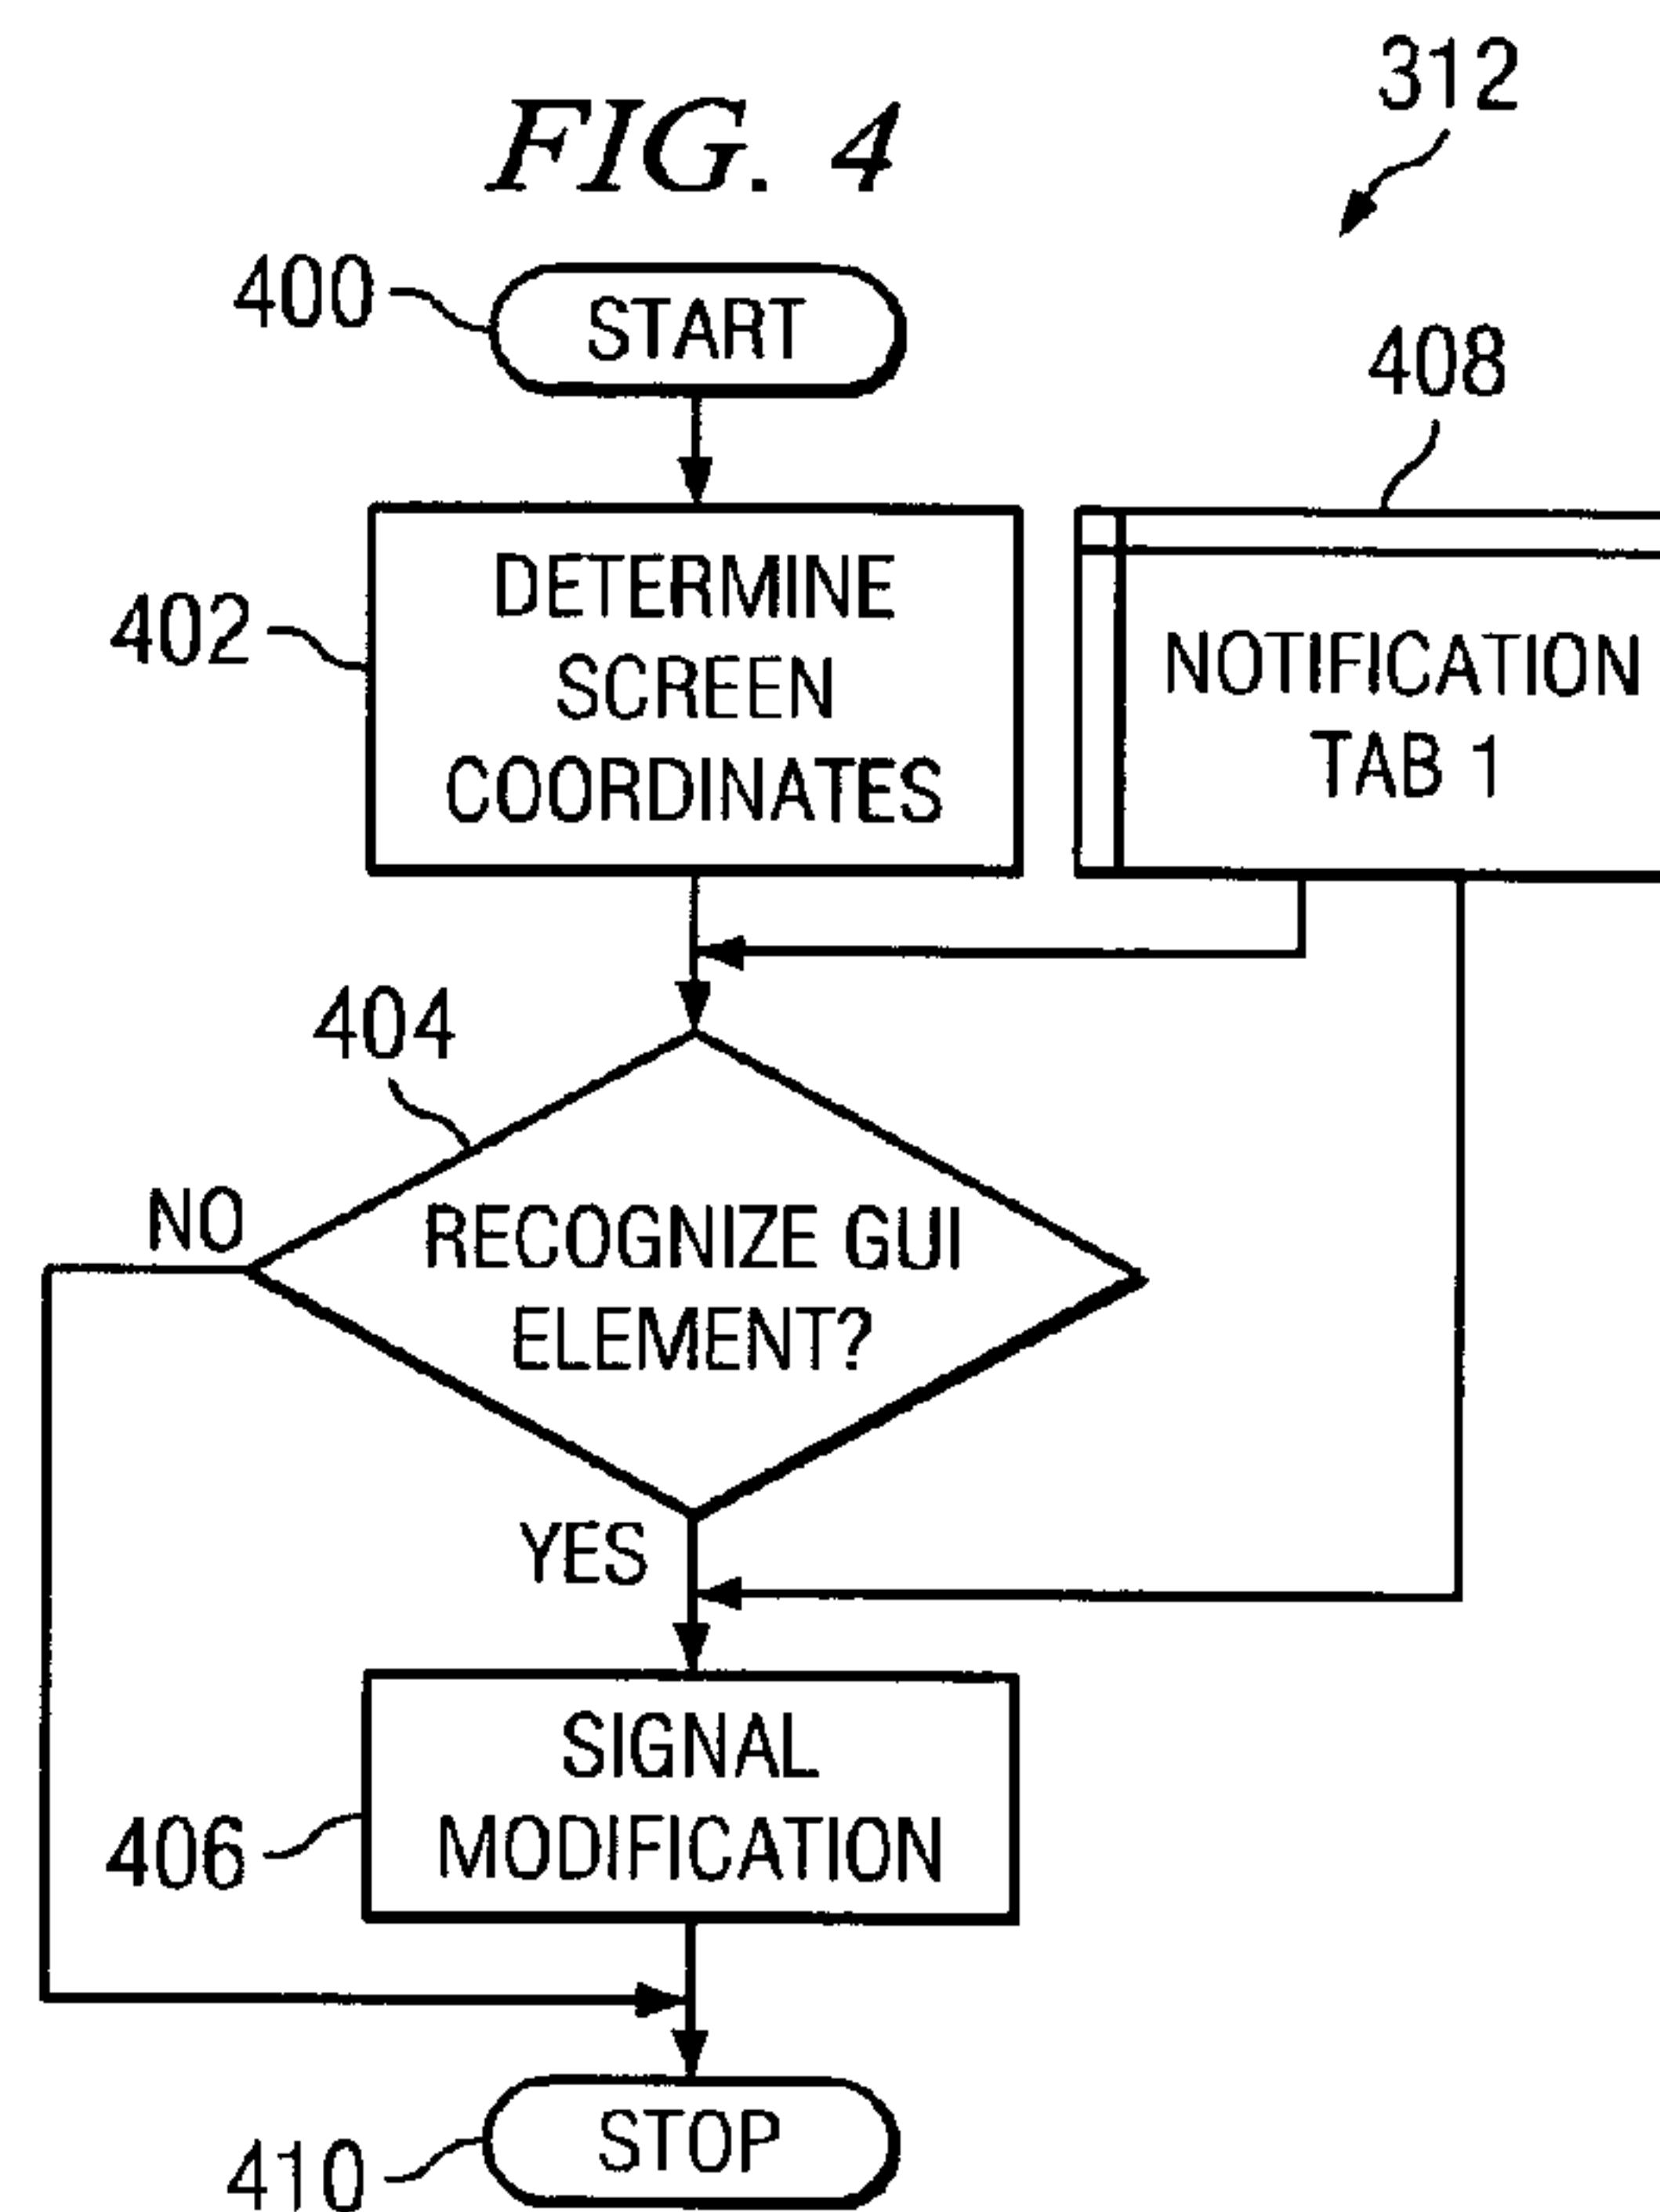 FIG. 4
312
400
START
408
402
DETERMINE
SCREEN
COORDINATES
NOTIFICATION
TAB 1
404
NO
RECOGNIZE GUI
ELEMENT?
YES
406
SIGNAL
MODIFICATION
410
STOP